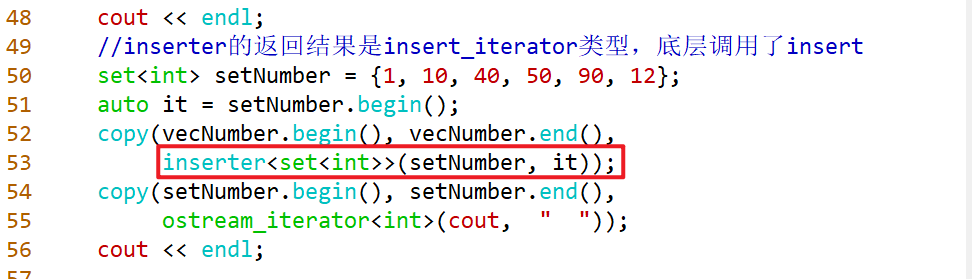 48 cout << endl;
49 //inserter的返回结果是insert_iterator类型，底层调用了insert
50 set<int> setNumber = {1, 10, 40, 50, 90, 12};
51 auto it = setNumber.begin();
52 copy(vecNumber.begin(), vecNumber.end(),
53 inserter<set<int>>(setNumber, it));
54 copy(setNumber.begin(), setNumber.end(),
55 ostream_iterator<int>(cout, "  "));
56 cout << endl;
57